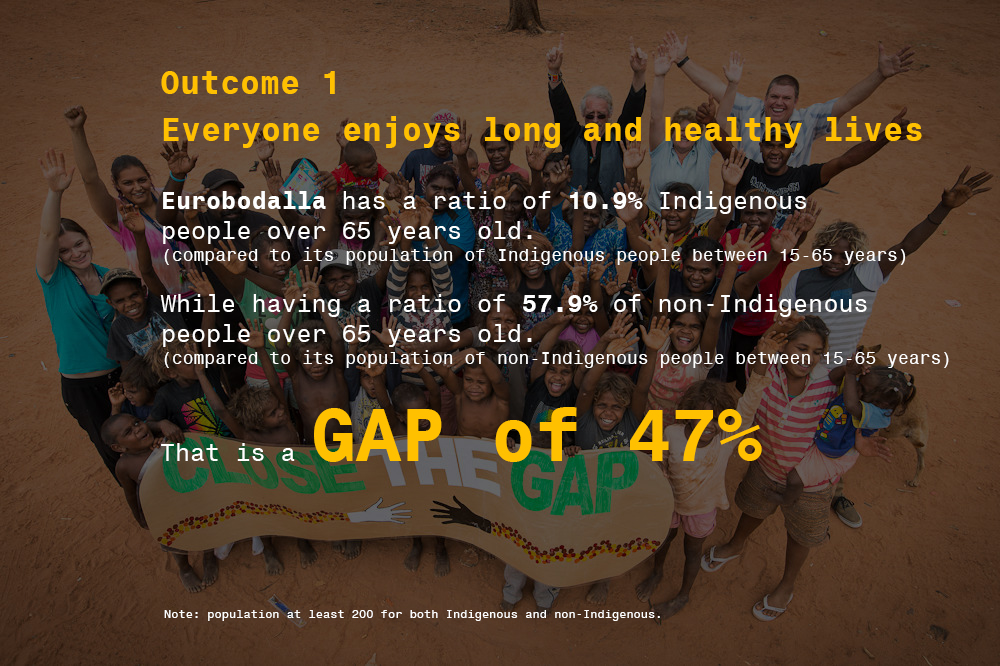 Outcome 1
Everyone enjoys long and healthy lives
Eurobodalla has a ratio of 10.9% Indigenous
people over 65 years old.
(compared to its population of Indigenous people between 15-65 years)
While having a ratio of 57.9% of non-Indigenous
people over 65 years old.
(compared to its population of non-Indigenous people between 15-65 years)
That is a GAP of 47%
CLOSE THE GAP
Note: population at least 200 for both Indigenous and non-Indigenous.